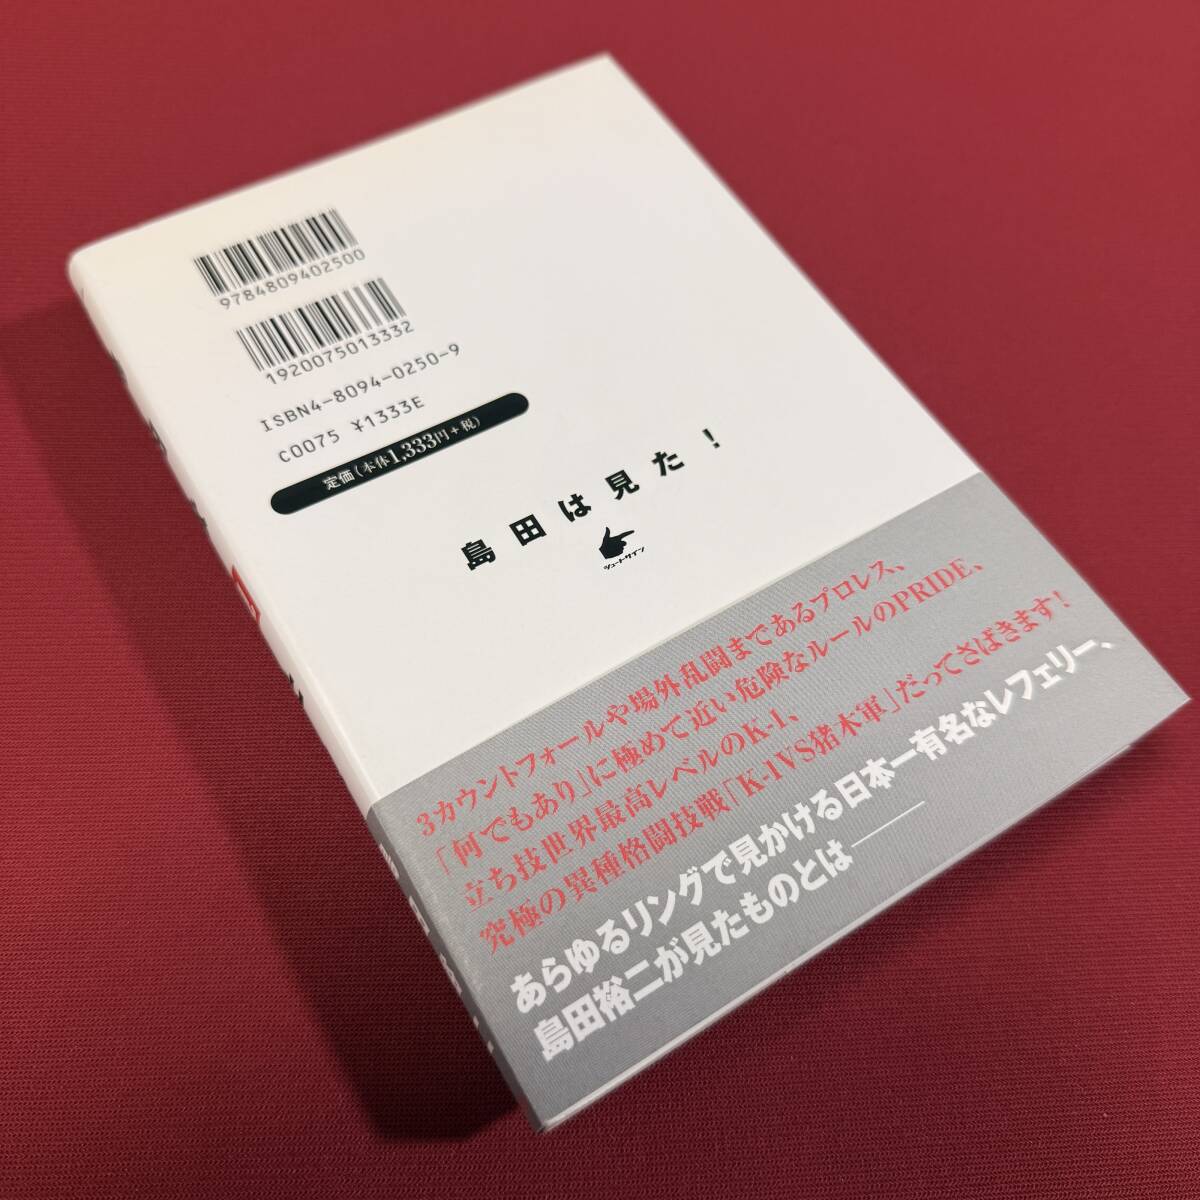 9784809402500
1920075013332
ISBN4-8094-0250-9
C0075 ¥1333E
定価(本体1,333円+税)
島田は見た!
シュートサイン
3カウントフォールや場外乱闘まであるプロレス、
「何でもあり」に極めて近い危険なルールのPRIDE、
立ち技世界最高レベルのK-1、
究極の異種格闘技戦「K-1VS猪木軍」だってさばきます!
あらゆるリングで見かける日本一有名なレフェリー、
島田裕二が見たものとは───